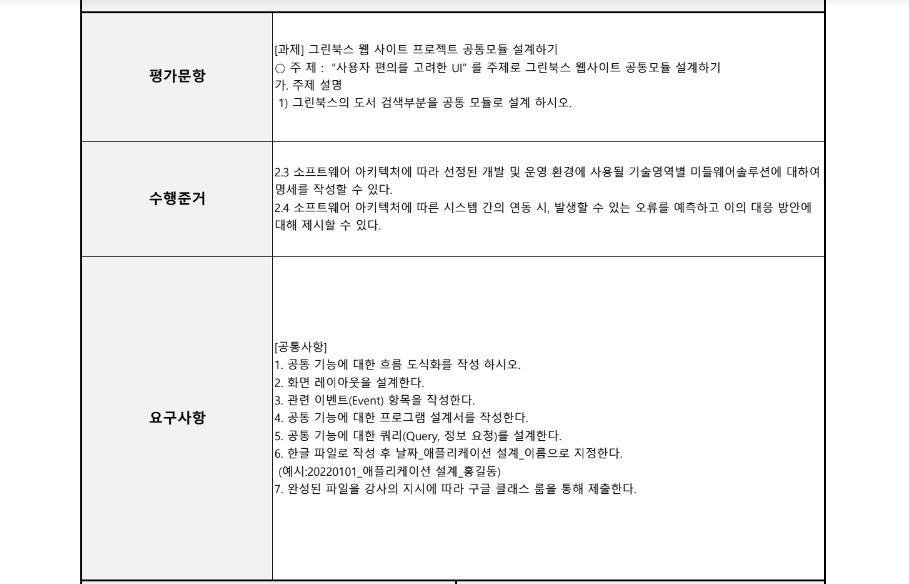 평가문항
[과제] 그린북스 웹 사이트 프로젝트 공통모듈 설계하기
○ 주 제 : “사용자 편의를 고려한 UI” 를 주제로 그린북스 웹사이트 공통모듈 설계하기
가. 주제 설명
1) 그린북스의 도서 검색부분을 공통 모듈로 설계 하시오.
수행준거
2.3 소프트웨어 아키텍처에 따라 선정된 개발 및 운영 환경에 사용될 기술영역별 미들웨어솔루션에 대하여
명세를 작성할 수 있다.
2.4 소프트웨어 아키텍처에 따른 시스템 간의 연동 시, 발생할 수 있는 오류를 예측하고 이의 대응 방안에
대해 제시할 수 있다.
요구사항
[공통사항]
1. 공통 기능에 대한 흐름 도식화를 작성 하시오.
2. 화면 레이아웃을 설계한다.
3. 관련 이벤트(Event) 항목을 작성한다.
4. 공통 기능에 대한 프로그램 설계서를 작성한다.
5. 공통 기능에 대한 쿼리(Query, 정보 요청)를 설계한다.
6. 한글 파일로 작성 후 날짜_애플리케이션 설계_이름으로 지정한다.
(예시:20220101_애플리케이션 설계_홍길동)
7. 완성된 파일을 강사의 지시에 따라 구글 클래스 룸을 통해 제출한다.